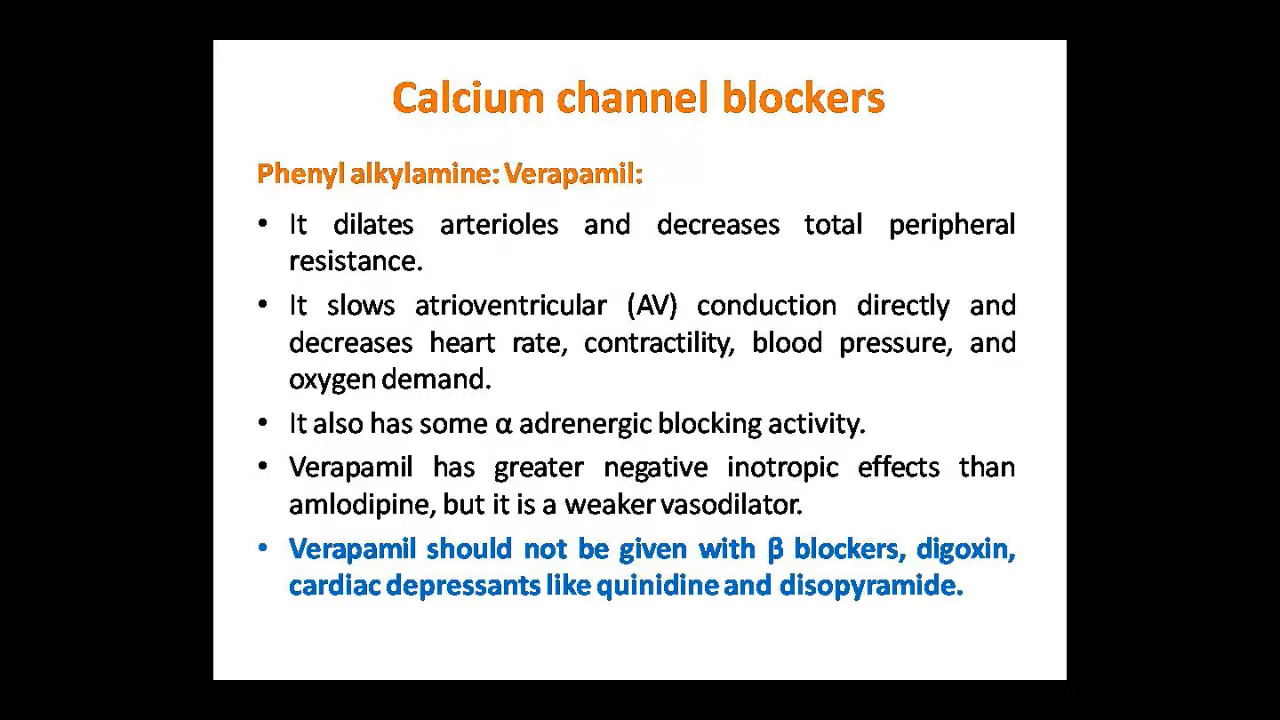 Calcium channel blockers
Phenyl alkylamine: Verapamil:
• It dilates arterioles and decreases total peripheral
resistance.
• It slows atrioventricular (AV) conduction directly and
decreases heart rate, contractility, blood pressure, and
oxygen demand.
• It also has some α adrenergic blocking activity.
• Verapamil has greater negative inotropic effects than
amlodipine, but it is a weaker vasodilator.
• Verapamil should not be given with β blockers, digoxin,
cardiac depressants like quinidine and disopyramide.